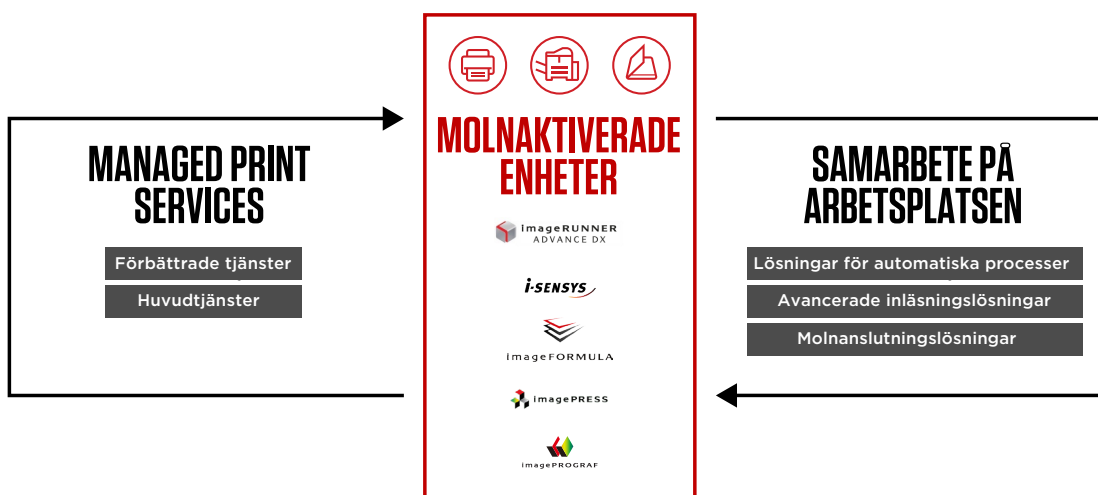 MANAGED PRINT
SERVICES
Förbättrade tjänster
Huvudtjänster
MOLNAKTIVERADE
ENHETER
imageRUNNER
ADVANCE DX
i-SENSYS
imageFORMULA
imagePRESS
imagePROGRAF
SAMARBETE PÅ
ARBETSPLATSEN
Lösningar för automatiska processer
Avancerade inläsningslösningar
Molnanslutningslösningar